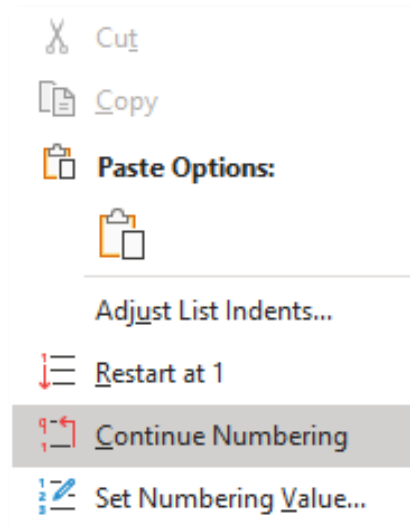 Cut
Copy
Paste Options:
Adjust List Indents...
Restart at 1
Continue Numbering
Set Numbering Value...